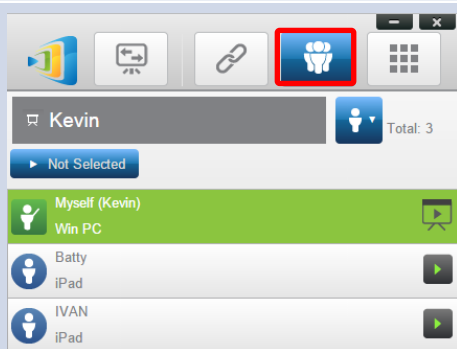 Kevin
Total: 3
Not Selected
Myself (Kevin)
Win PC
Batty
iPad
IVAN
iPad